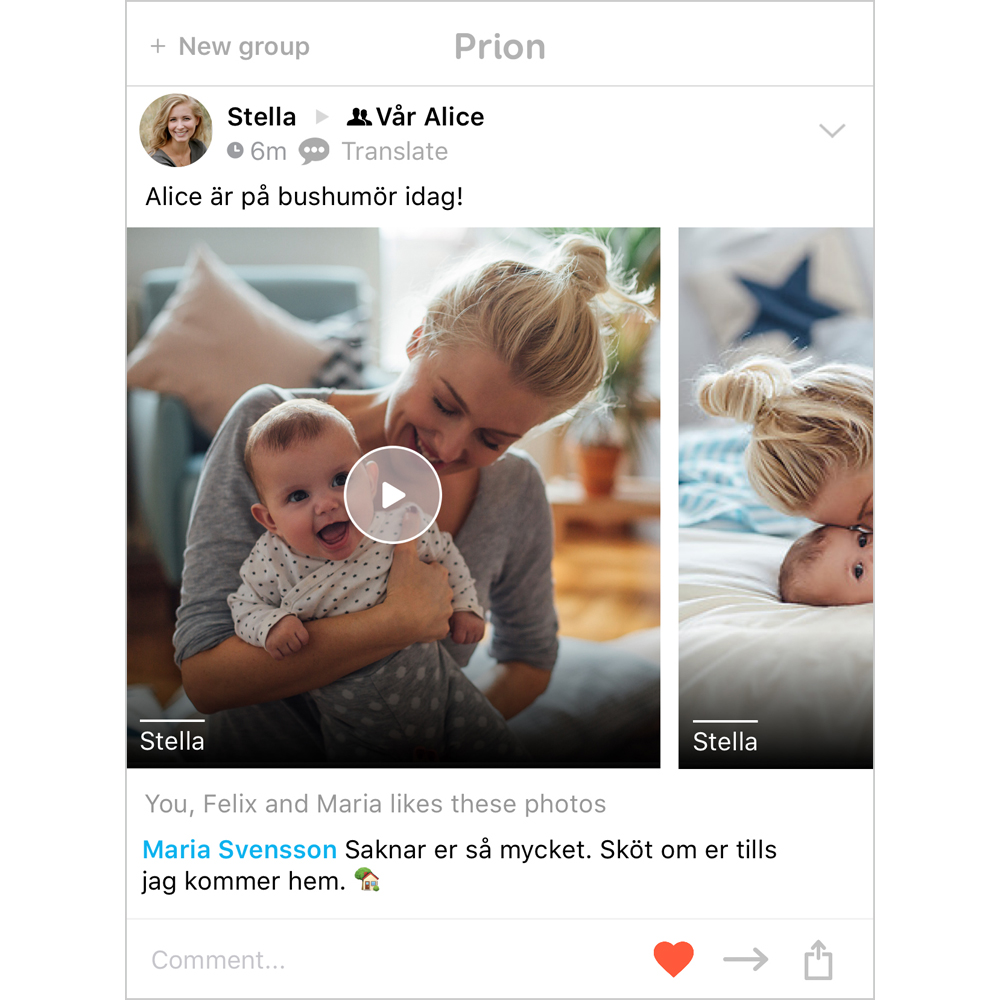 + New group
Prion
Stella
Vår Alice
6m
Translate
Alice är på bushumör idag!
Stella
Stella
You, Felix and Maria likes these photos
Maria Svensson Saknar er så mycket. Sköt om er tills
jag kommer hem. 🏡
Comment...